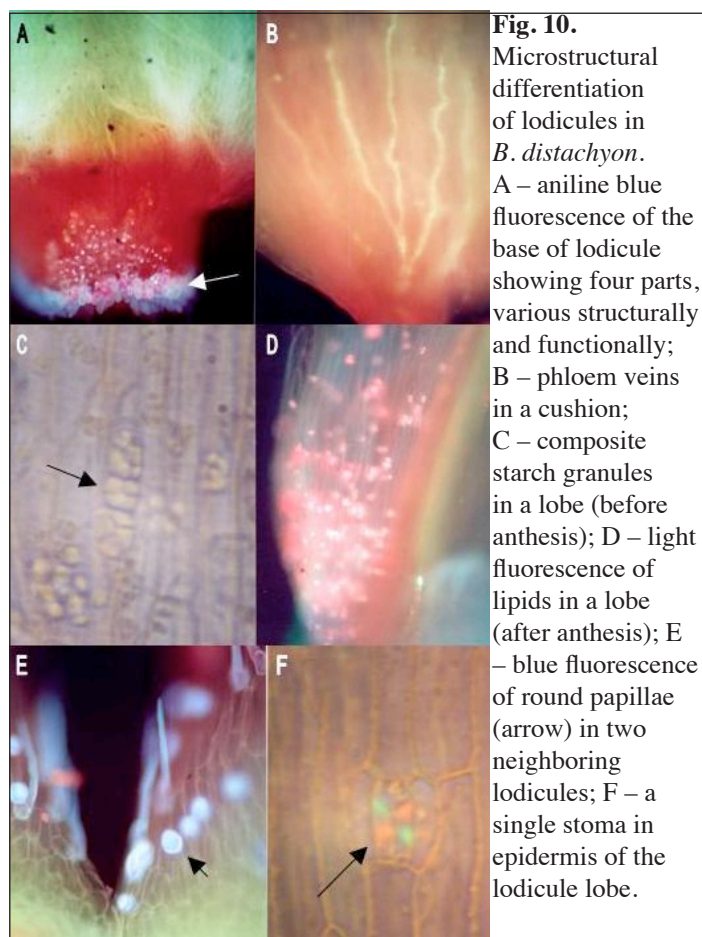 A
B
C
D
E
F
Fig. 10.
Microstructural
differentiation
of lodicules in
B. distachyon.
A – aniline blue
fluorescence of the
base of lodicule
showing four parts,
various structurally
and functionally;
B – phloem veins
in a cushion;
C – composite
starch granules
in a lobe (before
anthesis); D – light
fluorescence of
lipids in a lobe
(after anthesis); E
– blue fluorescence
of round papillae
(arrow) in two
neighboring
lodicules; F – a
single stoma in
epidermis of the
lodicule lobe.